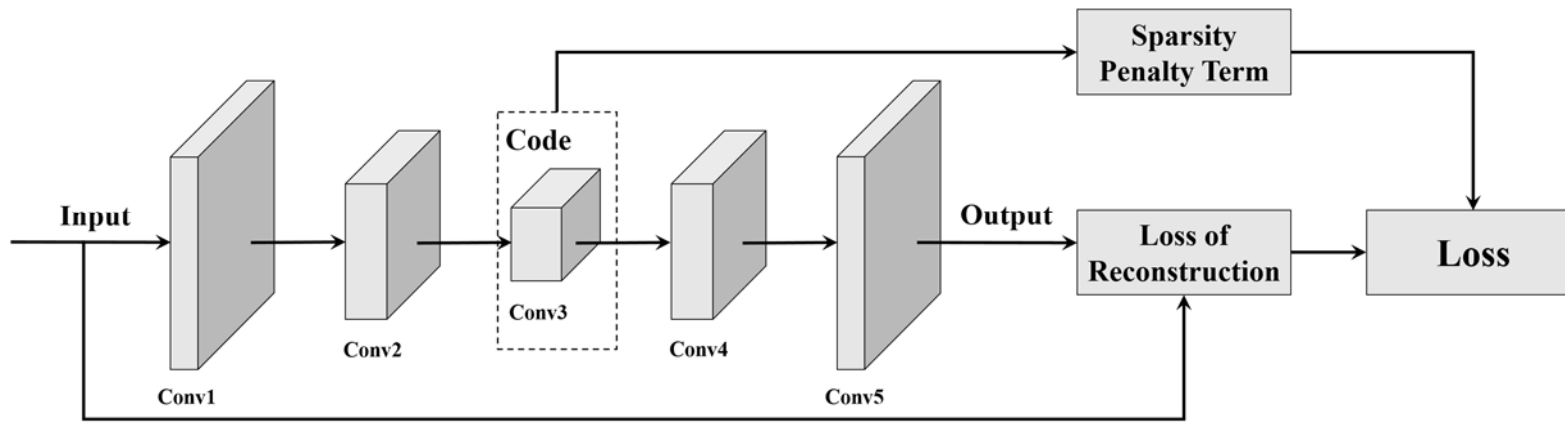 Sparsity
Penalty Term
Code
Input
Output
Loss of
Reconstruction
Loss
Conv3
Conv2
Conv4
Conv1
Conv5